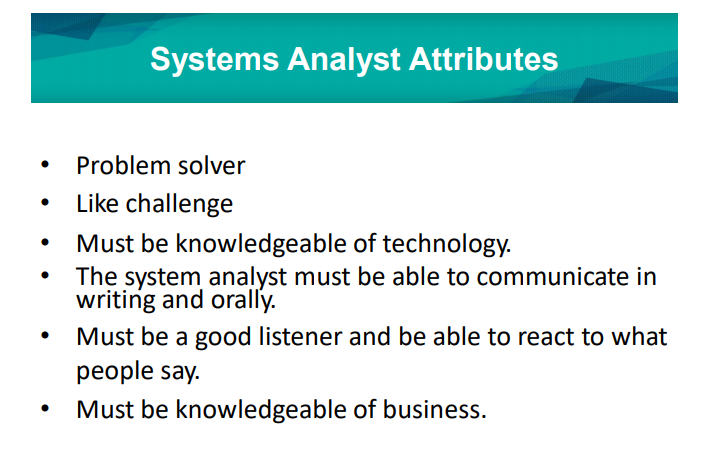 Systems Analyst Attributes
• Problem solver
• Like challenge
• Must be knowledgeable of technology.
• The system analyst must be able to communicate in
writing and orally.
• Must be a good listener and be able to react to what
people say.
• Must be knowledgeable of business.